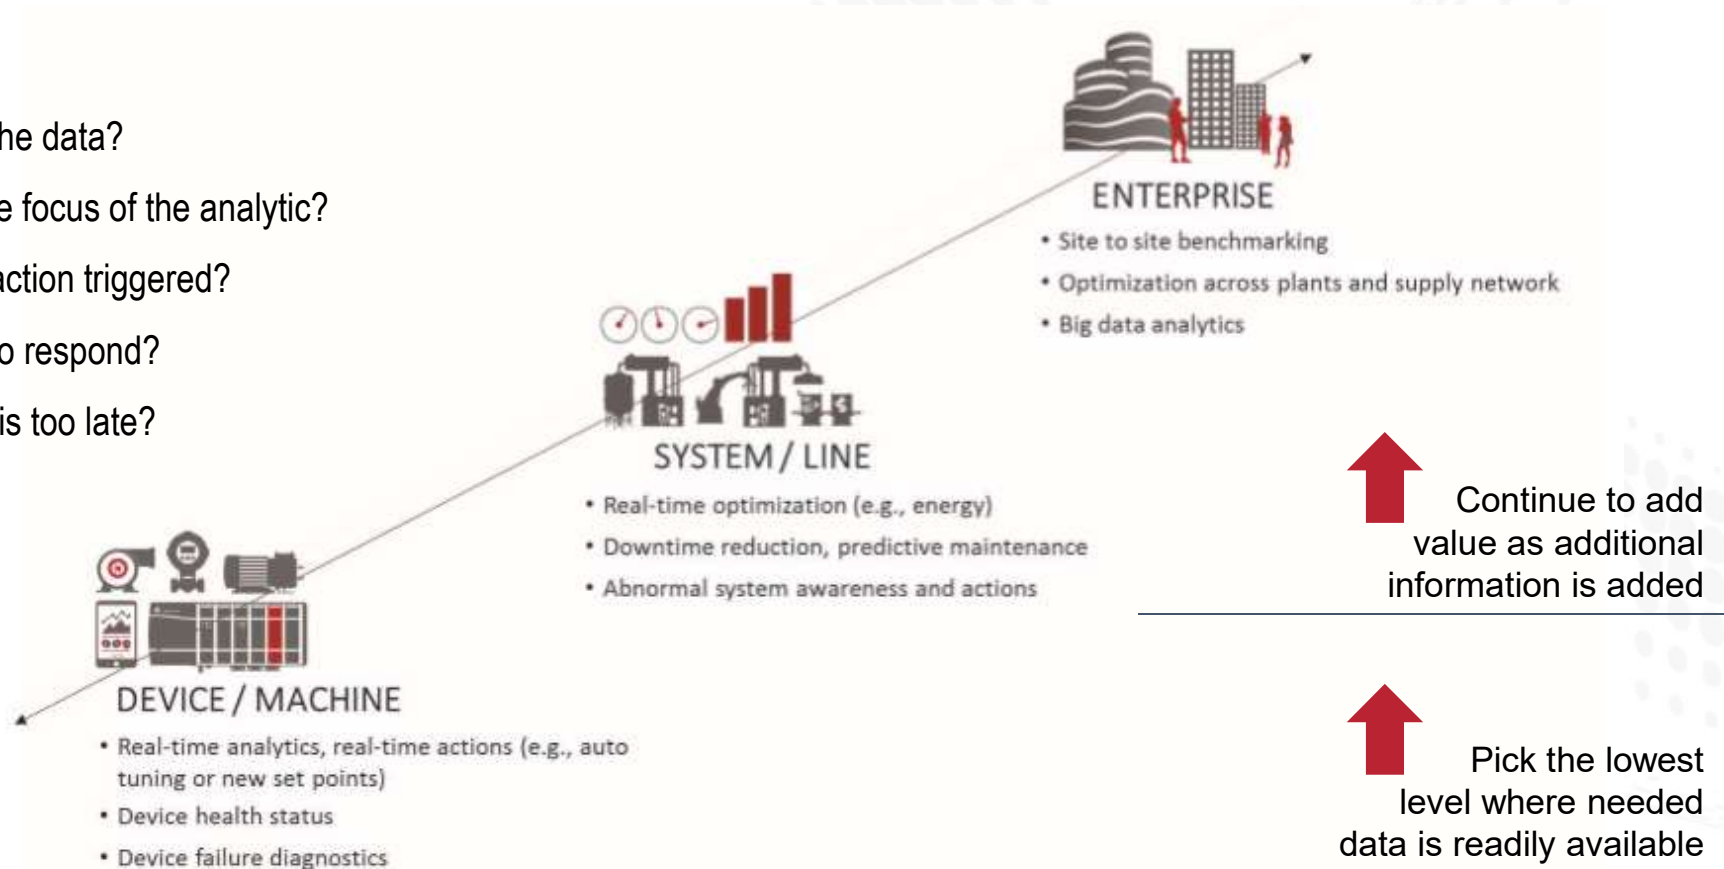 he data?
e focus of the analytic?
action triggered?
o respond?
is too late?
ENTERPRISE
• Site to site benchmarking
• Optimization across plants and supply network
• Big data analytics
SYSTEM / LINE
• Real-time optimization (e.g., energy)
• Downtime reduction, predictive maintenance
• Abnormal system awareness and actions
DEVICE / MACHINE
• Real-time analytics, real-time actions (e.g., auto
tuning or new set points)
• Device health status
• Device failure diagnostics
Continue to add
value as additional
information is added
Pick the lowest
level where needed
data is readily available